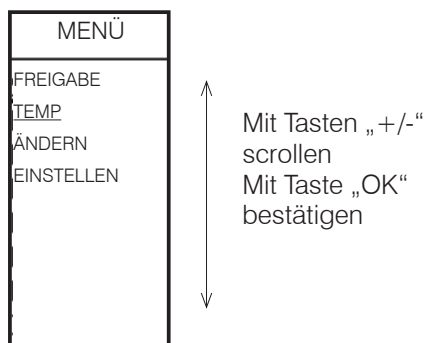 MENÜ
FREIGABE
TEMP
ÄNDERN
EINSTELLEN
Mit Tasten „+/-“
scrollen
Mit Taste „OK“
bestätigen